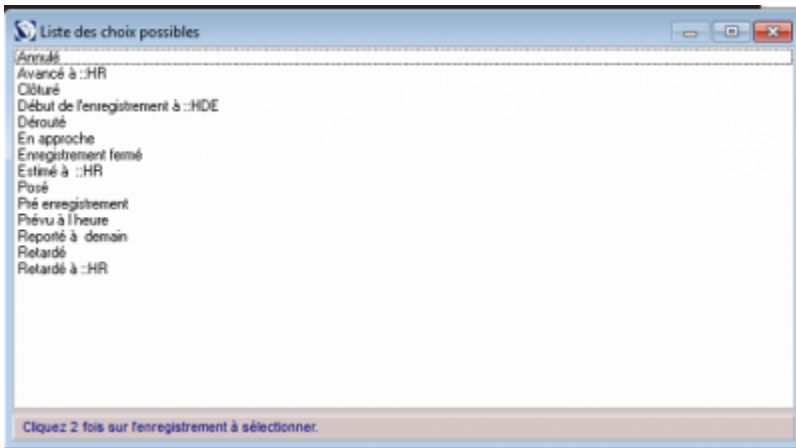 Liste des choix possibles
Annulé
Avancé à ::HR
Clôturé
Début de l'enregistrement à ::HDE
Dérouté
En approche
Enregistrement fermé
Estimé à ::HR
Posé
Pré enregistrement
Prévu à l heure
Reporté à demain
Retardé
Retardé à ::HR
Cliquez 2 fois sur l'enregistrement à sélectionner.